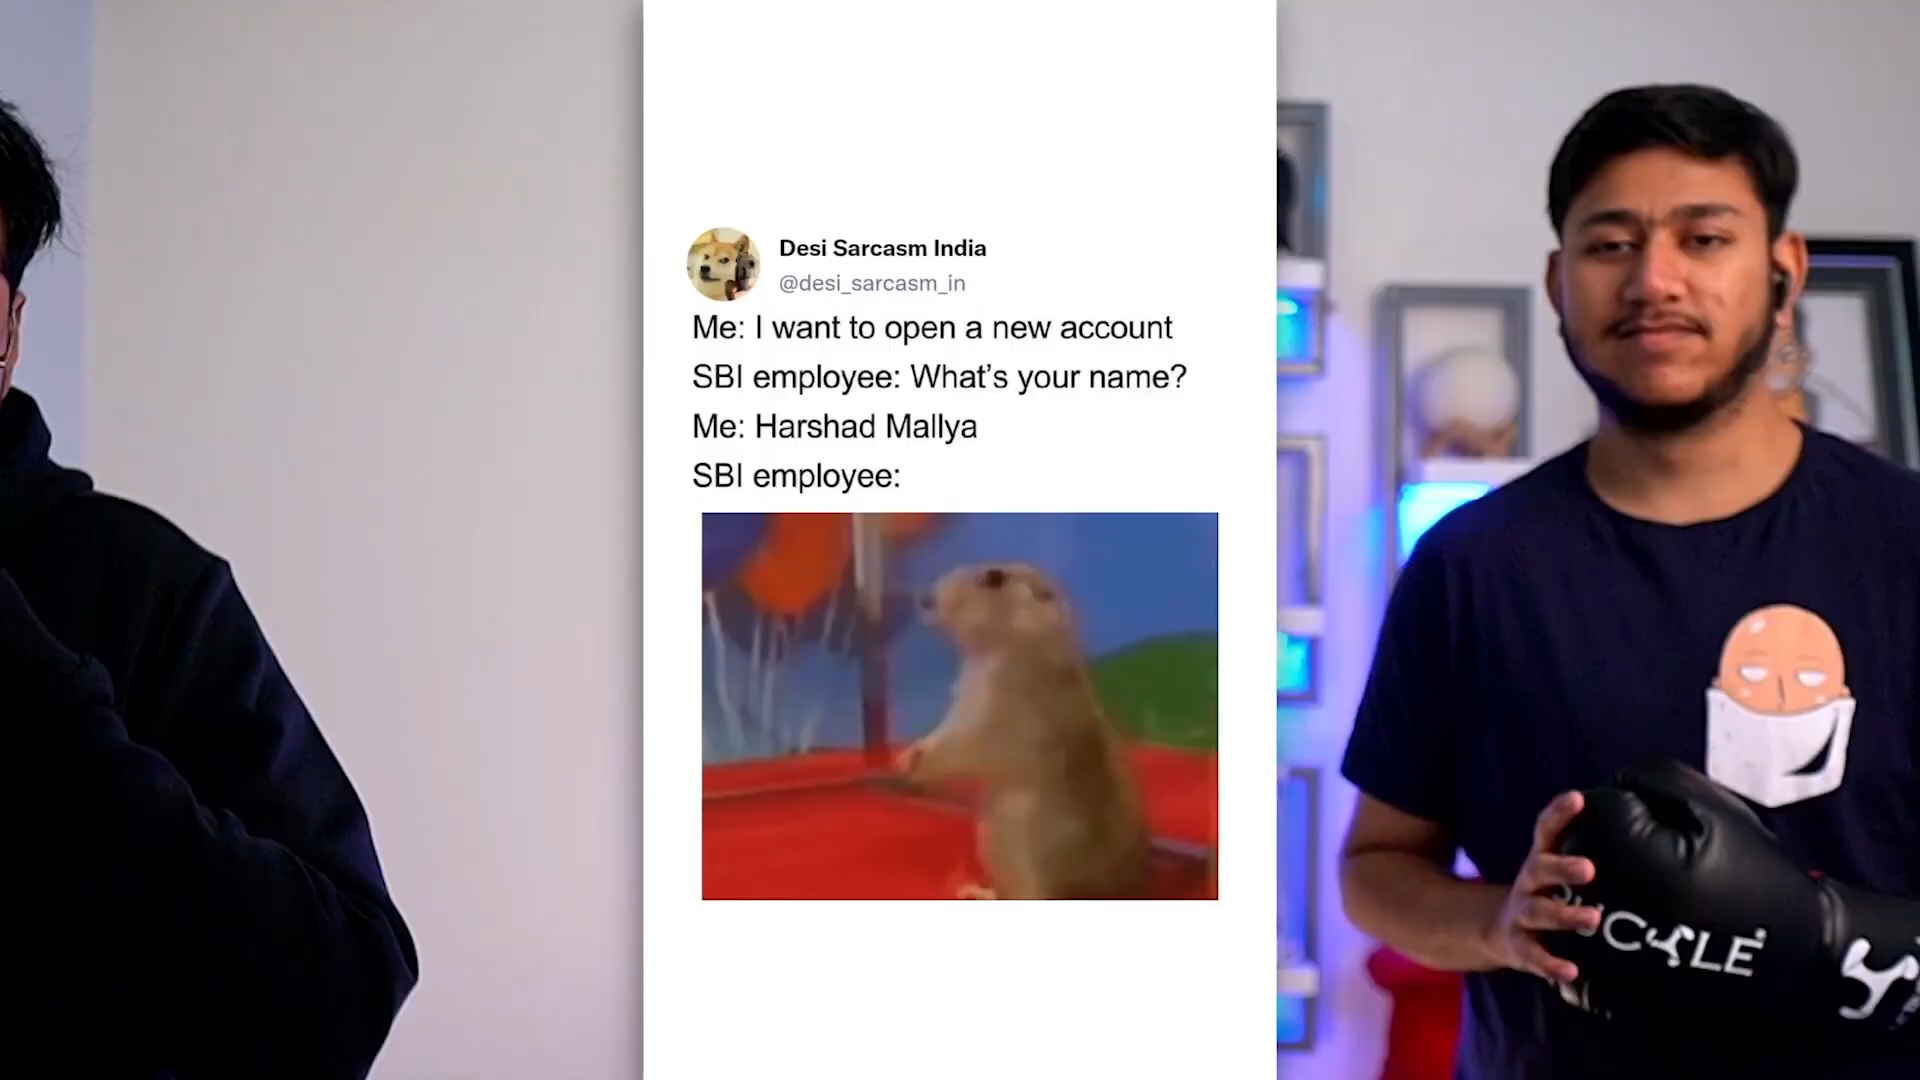 Desi Sarcasm India
@desi_sarcasm_in
Me: I want to open a new account
SBI employee: What's your name?
Me: Harshad Mallya
SBI employee: